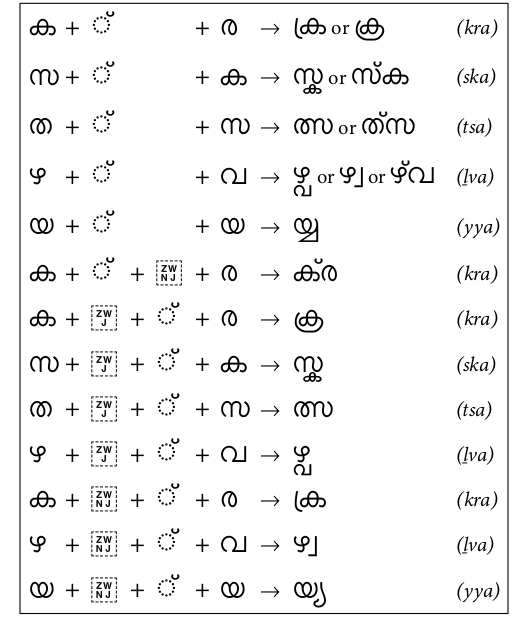 ക + ് + ര → ക്ര or ക്ര (kra)
സ + ് + ക → സ്ക or സ്‌ക (ska)
ത + ് + സ → ത്സ or ത്‌സ (tsa)
ഴ + ് + വ → ഴ്വ or ഴ്വ or ഴ്‌വ (ḻva)
യ + ് + യ → യ്യ (yya)
ക + ് + ZWNJ + ര → ക്‌ര (kra)
ക + ZWJ + ് + ര → ക‍്ര (kra)
സ + ZWJ + ് + ക → സ‍്ക (ska)
ത + ZWJ + ് + സ → ത‍്സ (tsa)
ഴ + ZWJ + ് + വ → ഴ‍്വ (ḻva)
ക + ZWNJ + ് + ര → ക‌്ര (kra)
ഴ + ZWNJ + ് + വ → ഴ‌്വ (ḻva)
യ + ZWNJ + ് + യ → യ‌്യ (yya)